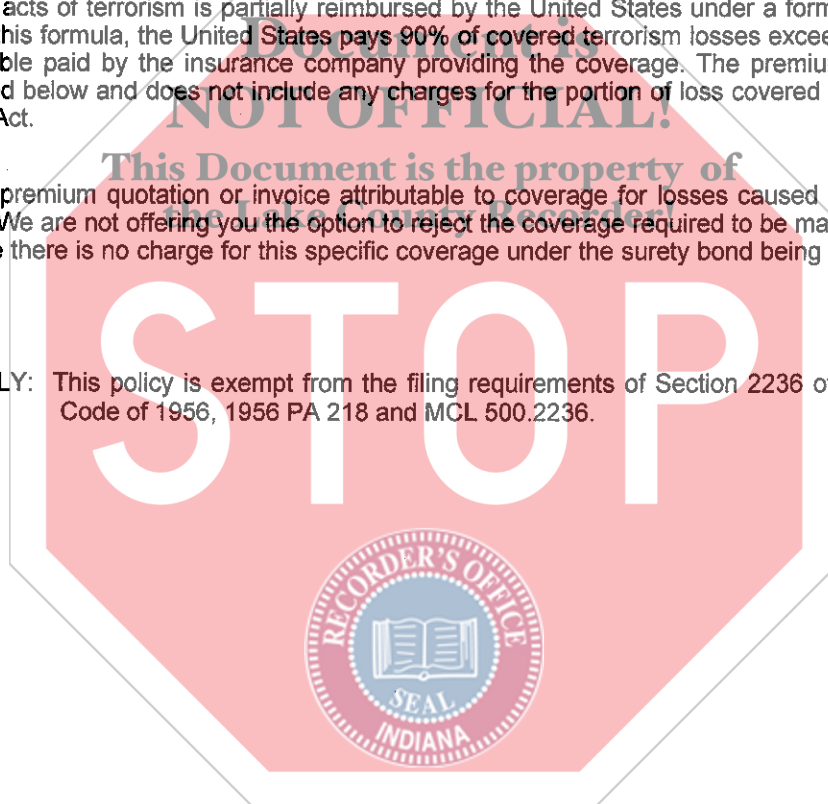 acts of terrorism is partially reimbursed by the United States under a form
his formula, the United States pays 90% of covered terrorism losses excee
ble paid by the insurance company providing the coverage. The premiu
d below and does not include any charges for the portion of loss covered
Act.
Document is
NOT OFFICIAL!
This Document is the property of
the Lake County Recorder!
premium quotation or invoice attributable to coverage for losses caused
We are not offering you the option to reject the coverage required to be ma
there is no charge for this specific coverage under the surety bond being
STOP
LY: This policy is exempt from the filing requirements of Section 2236 of
Code of 1956, 1956 PA 218 and MCL 500.2236.
RECORDER'S OFFICE
SEAL
INDIANA